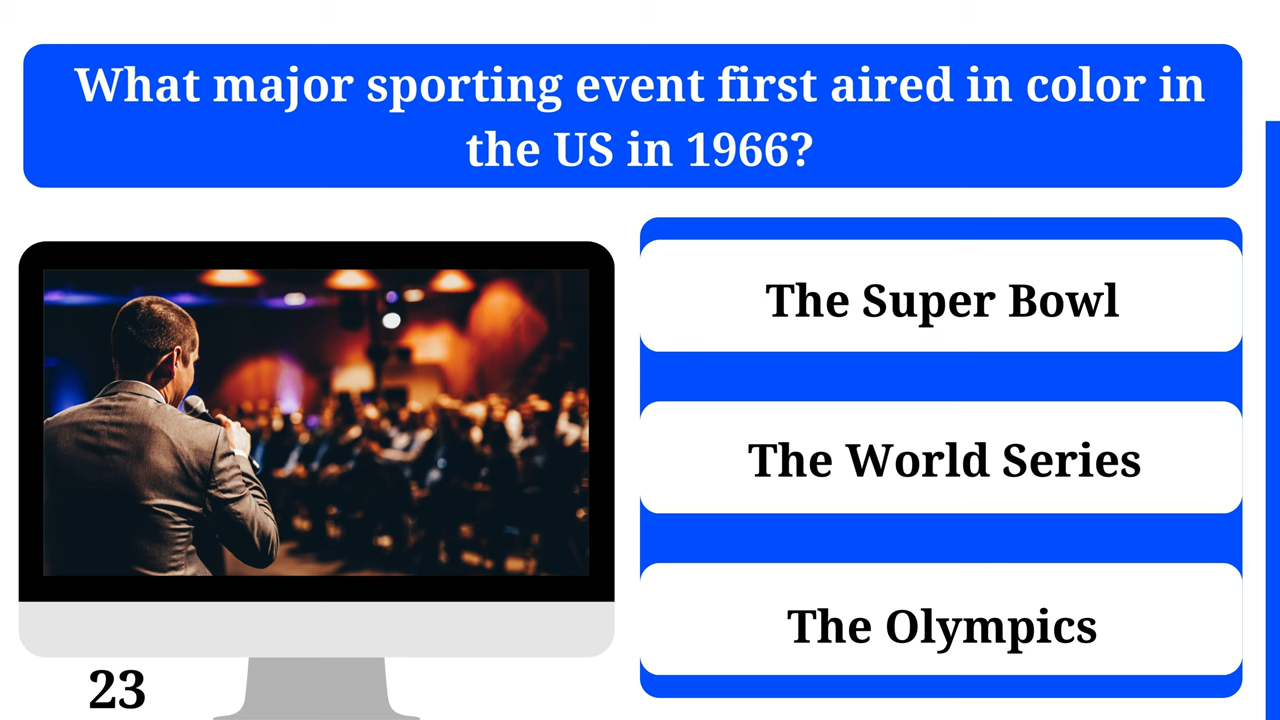 What major sporting event first aired in color in
the US in 1966?
The Super Bowl
The World Series
The Olympics
23